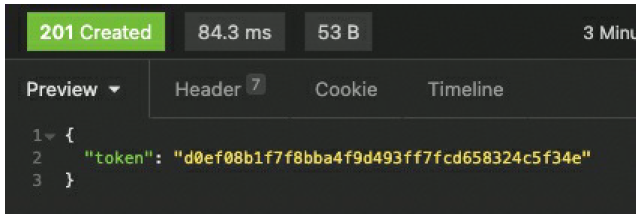 201 Created 84.3 ms 53 B 3 Minu
Preview Header 7 Cookie Timeline
1 {
2 "token": "d0ef08b1f7f8bba4f9d493ff7fcd658324c5f34e"
3 }